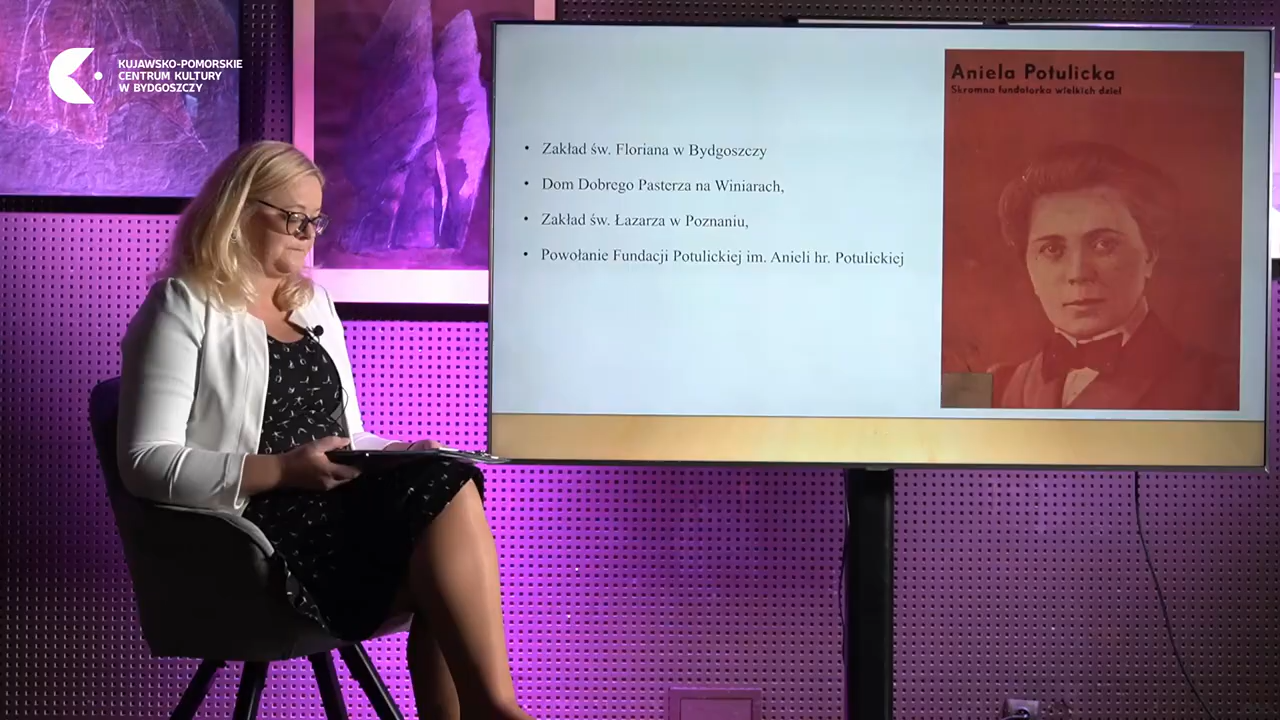 KUJAWSKO-POMORSKIE
CENTRUM KULTURY
W BYDGOSZCZY
Zakład św. Floriana w Bydgoszczy
Dom Dobrego Pasterza na Winiarach,
Zakład św. Łazarza w Poznaniu,
Powołanie Fundacji Potulickiej im. Anieli hr. Potulickiej
Aniela Potulicka
Skromna fundatorka wielkich dzieł